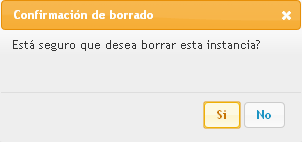 Confirmación de borrado
Está seguro que desea borrar esta instancia?
Si
No